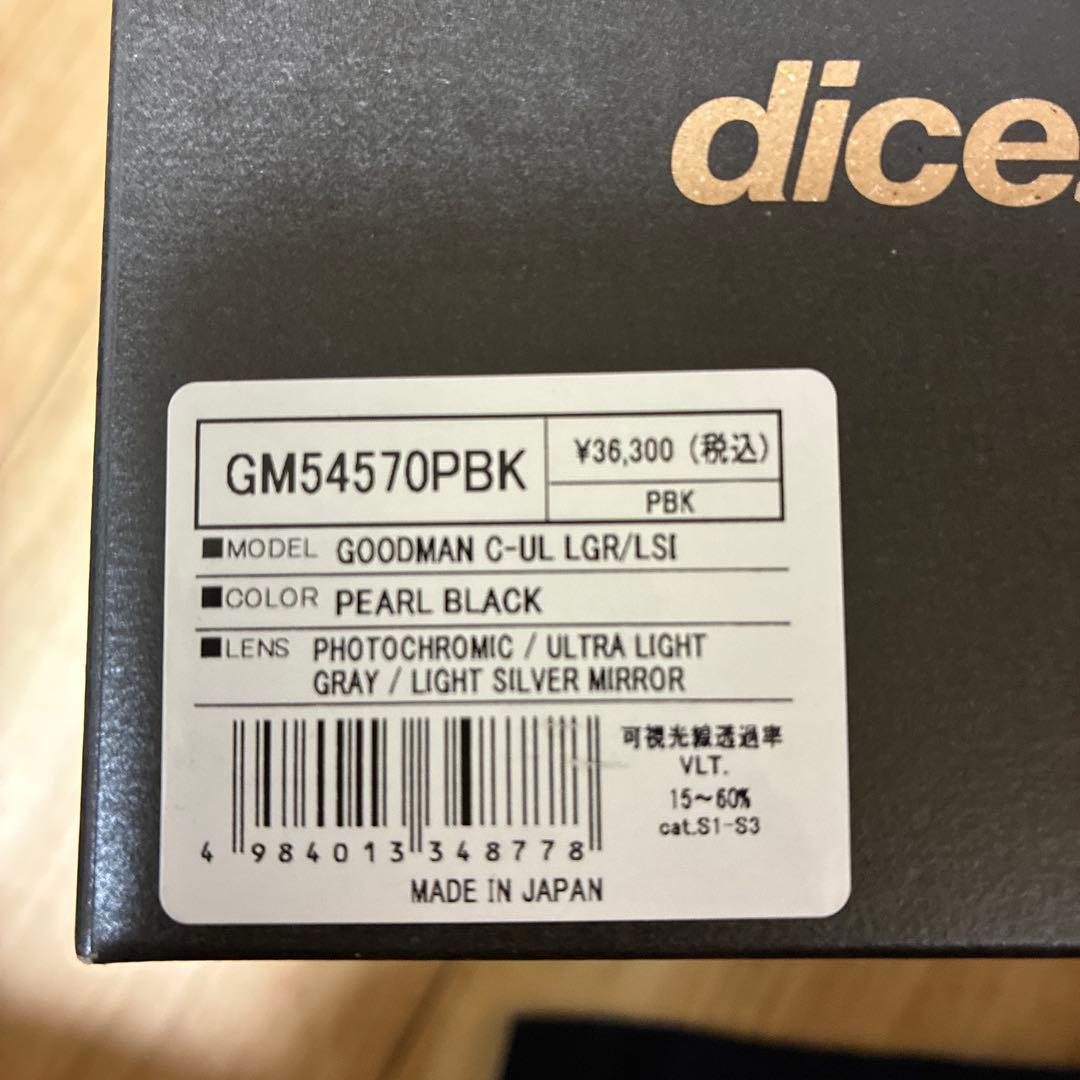 dice
GM54570PBK
¥36,300 (税込)
PBK
■MODEL GOODMAN C-UL LGR/LSI
■COLOR PEARL BLACK
■LENS PHOTOCHROMIC / ULTRA LIGHT
GRAY / LIGHT SILVER MIRROR
可視光線透過率
VLT.
15～60%
cat.S1-S3
4 984013 348778
MADE IN JAPAN